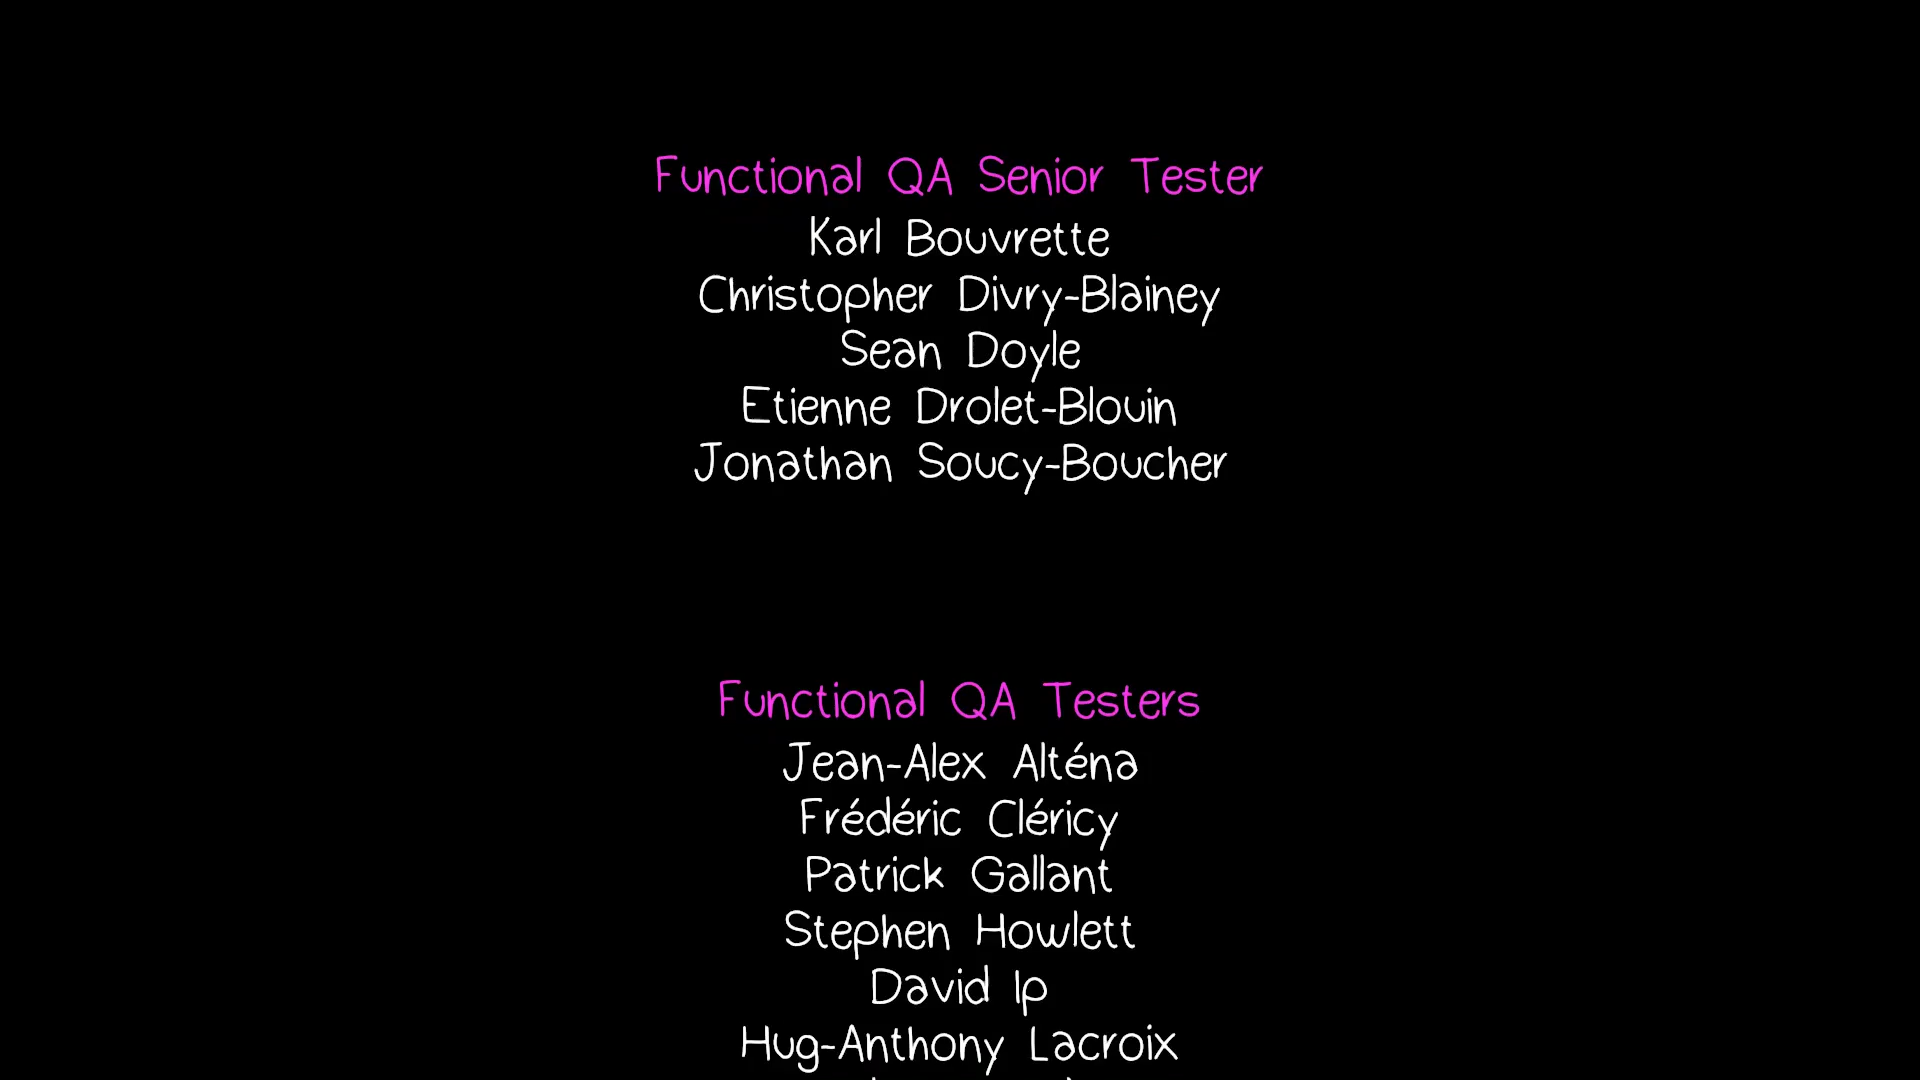 Functional QA Senior Tester
Karl Bouvrette
Christopher Divry-Blainey
Sean Doyle
Etienne Drolet-Blouin
Jonathan Soucy-Boucher
Functional QA Testers
Jean-Alex Alténa
Frédéric Cléricy
Patrick Gallant
Stephen Howlett
David Ip
Hug-Anthony Lacroix